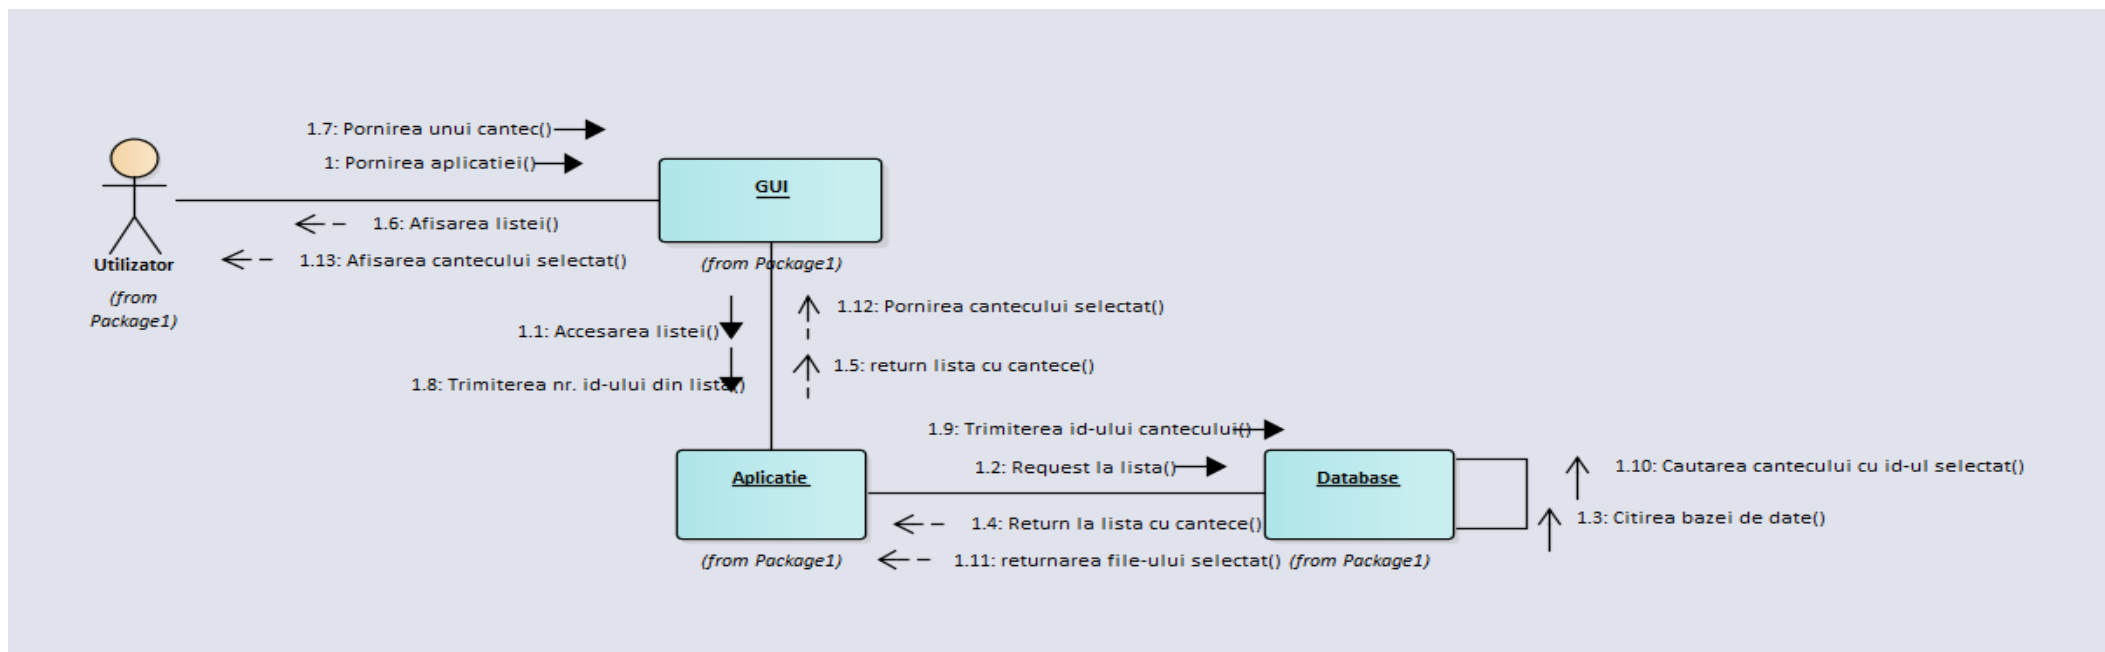 1.7: Pornirea unui cantec()
1: Pornirea aplicatiei()
GUI
1.6: Afisarea listei()
1.13: Afisarea cantecului selectat()
Utilizator
(from
Package1)
(from Package1)
1.12: Pornirea cantecului selectat()
1.1: Accesarea listei()
1.5: return lista cu cantece()
1.8: Trimiterea nr. id-ului din lista()
1.9: Trimiterea id-ului cantecului()
1.2: Request la lista()
1.10: Cautarea cantecului cu id-ul selectat()
Aplicatie
Database
1.4: Return la lista cu cantece()
1.3: Citirea bazei de date()
(from Package1)
1.11: returnarea file-ului selectat()
(from Package1)